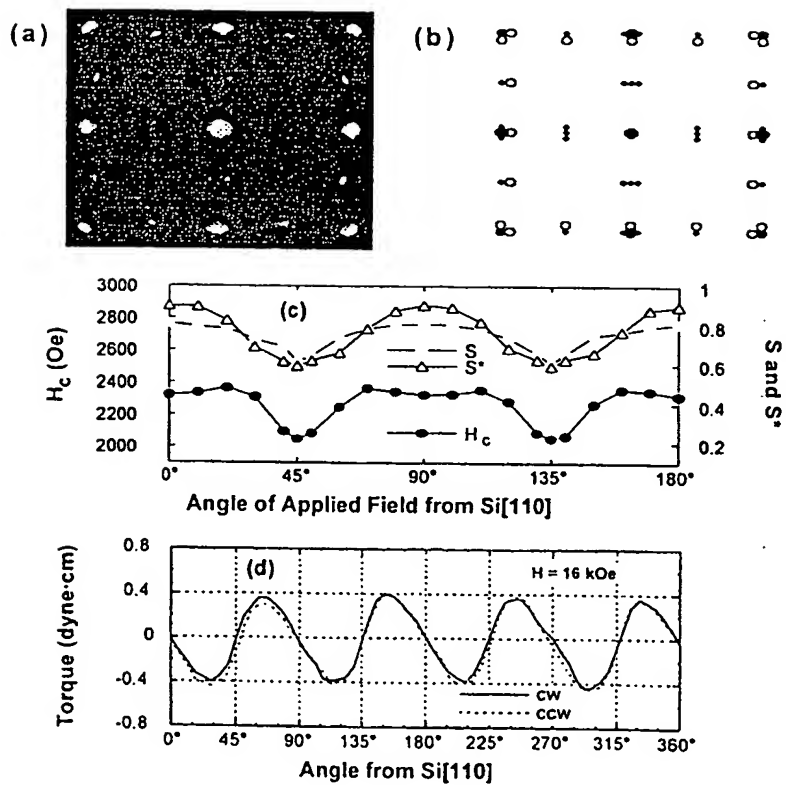 (a)
(b)
3000
2800
2600
2400
2200
2000
H_c (Oe)
(c)
S
S*
H_c
1
0.8
0.6
0.4
0.2
S and S*
0° 45° 90° 135° 180°
Angle of Applied Field from Si[110]
0.8
0.4
0
-0.4
-0.8
Torque (dyne·cm)
(d)
H = 16 kOe
CW
CCW
0° 45° 90° 135° 180° 225° 270° 315° 360°
Angle from Si[110]